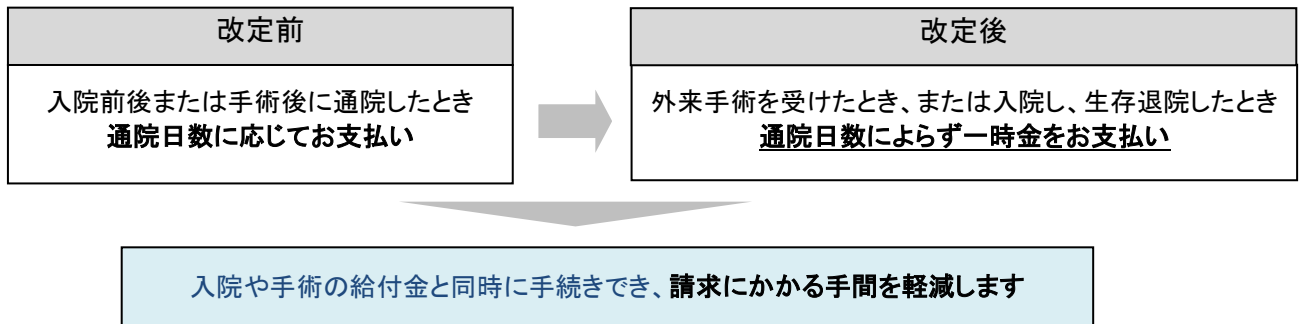 改定前
入院前後または手術後に通院したとき
通院日数に応じてお支払い
改定後
外来手術を受けたとき、または入院し、生存退院したとき
通院日数によらず一時金をお支払い
入院や手術の給付金と同時に手続きでき、請求にかかる手間を軽減します